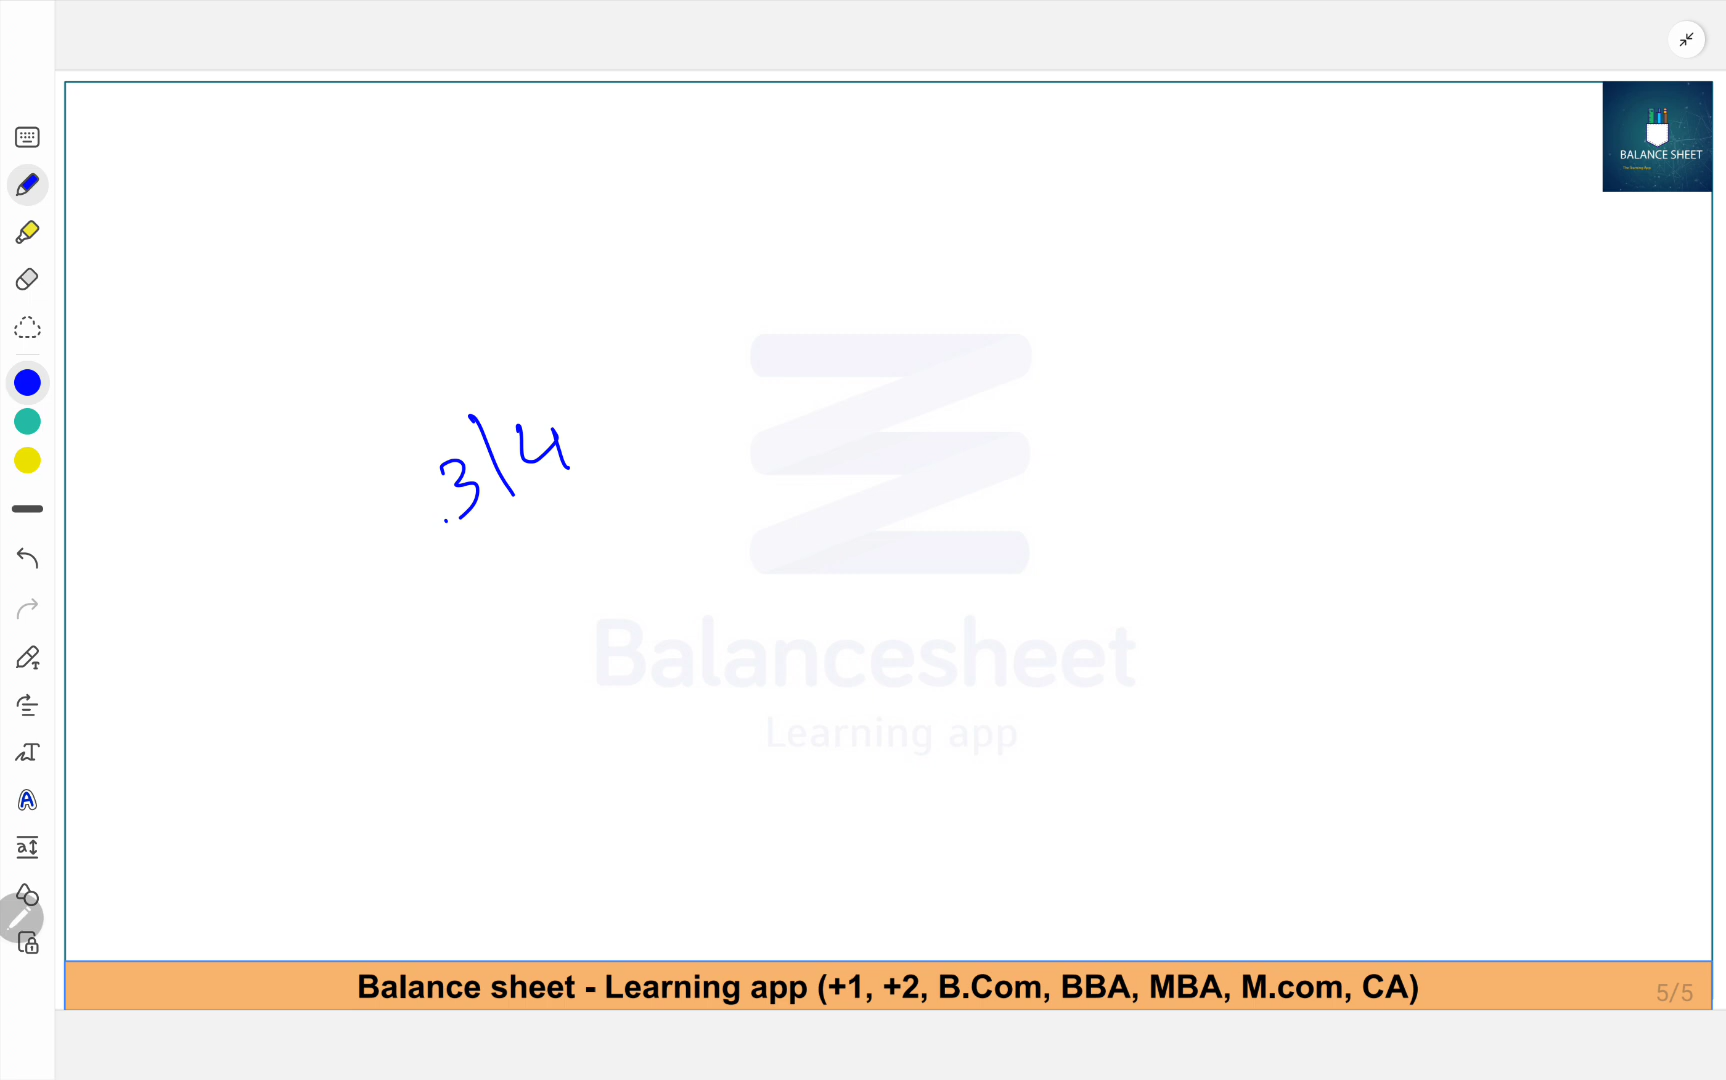 BALANCE SHEET
3\4
Balancesheet
Learning app
Balance sheet - Learning app (+1, +2, B.Com, BBA, MBA, M.com, CA)
5/5